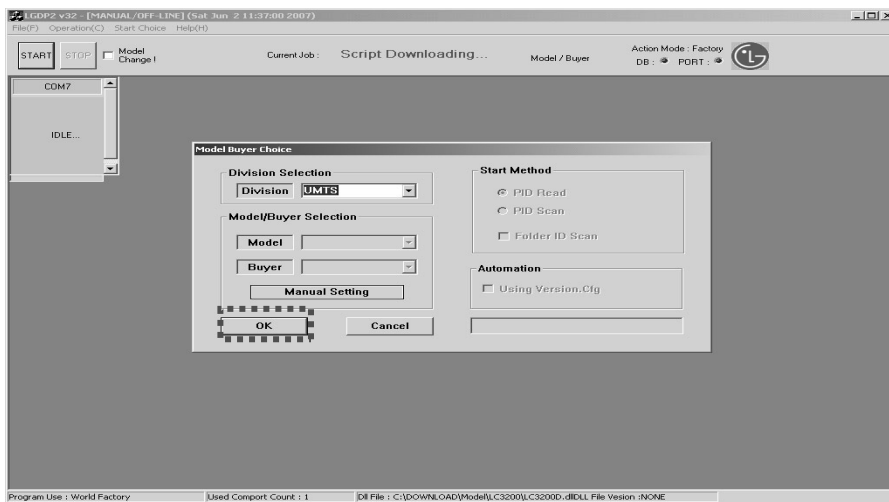 LGDP2 v32 - [MANUAL/OFF-LINE] (Sat Jun 2 11:37:00 2007)
File(F) Operation(C) Start Choice Help(H)
START STOP Model Change ! Current Job : Script Downloading... Model / Buyer Action Mode : Factory
DB : PORT :
LG
COM7
IDLE...
Model Buyer Choice
Division Selection
Division UMTS
Model/Buyer Selection
Model
Buyer
Manual Setting
OK Cancel
Start Method
PID Read
PID Scan
Folder ID Scan
Automation
Using Version.Cfg
Program Use : World Factory Used Comport Count : 1 Dll File : C:\DOWNLOAD\Model\LC3200\LC3200D.dllDLL File Vesion :NONE